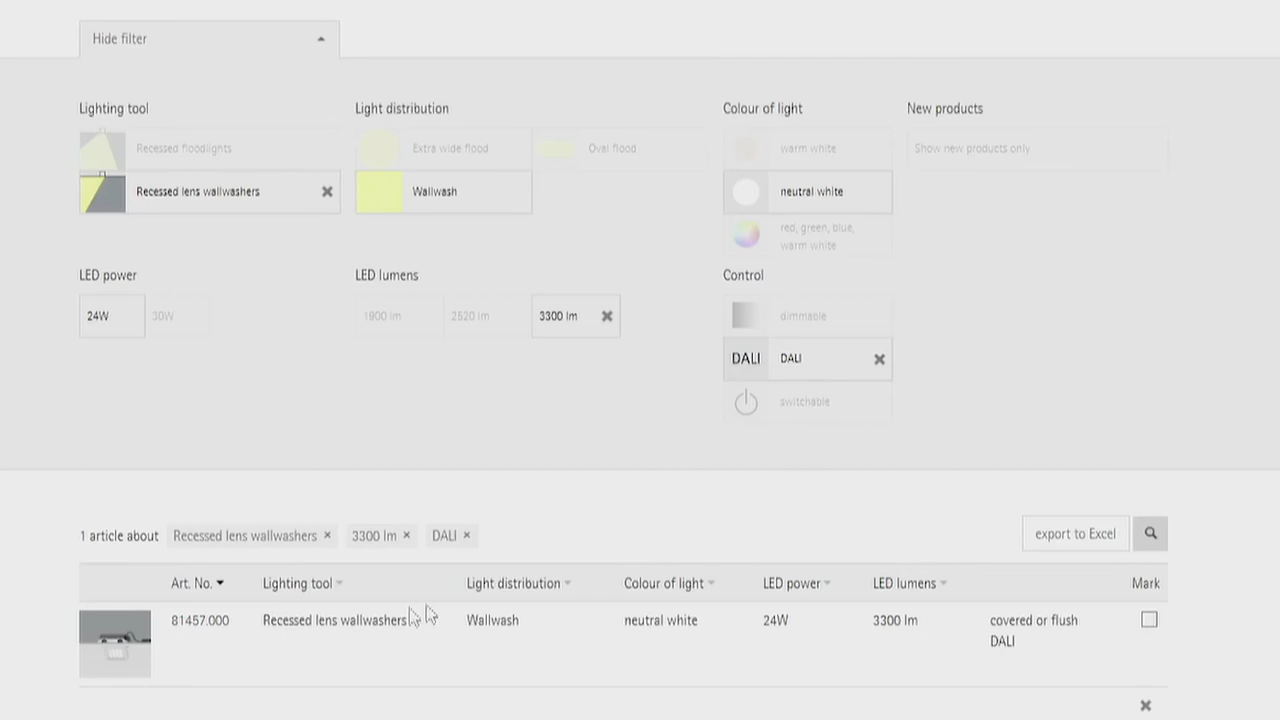 Hide filter
Lighting tool
Light distribution
Colour of light
New products
Recessed floodlights
Extra wide flood
Oval flood
warm white
Show new products only
Recessed lens wallwashers
Wallwash
neutral white
red, green, blue,
warm white
LED power
LED lumens
Control
24W
30W
1900 lm
2520 lm
3300 lm
dimmable
DALI
DALI
switchable
1 article about
Recessed lens wallwashers ×
3300 lm ×
DALI ×
export to Excel
Art. No.
Lighting tool
Light distribution
Colour of light
LED power
LED lumens
Mark
81457.000
Recessed lens wallwashers
Wallwash
neutral white
24W
3300 lm
covered or flush
DALI